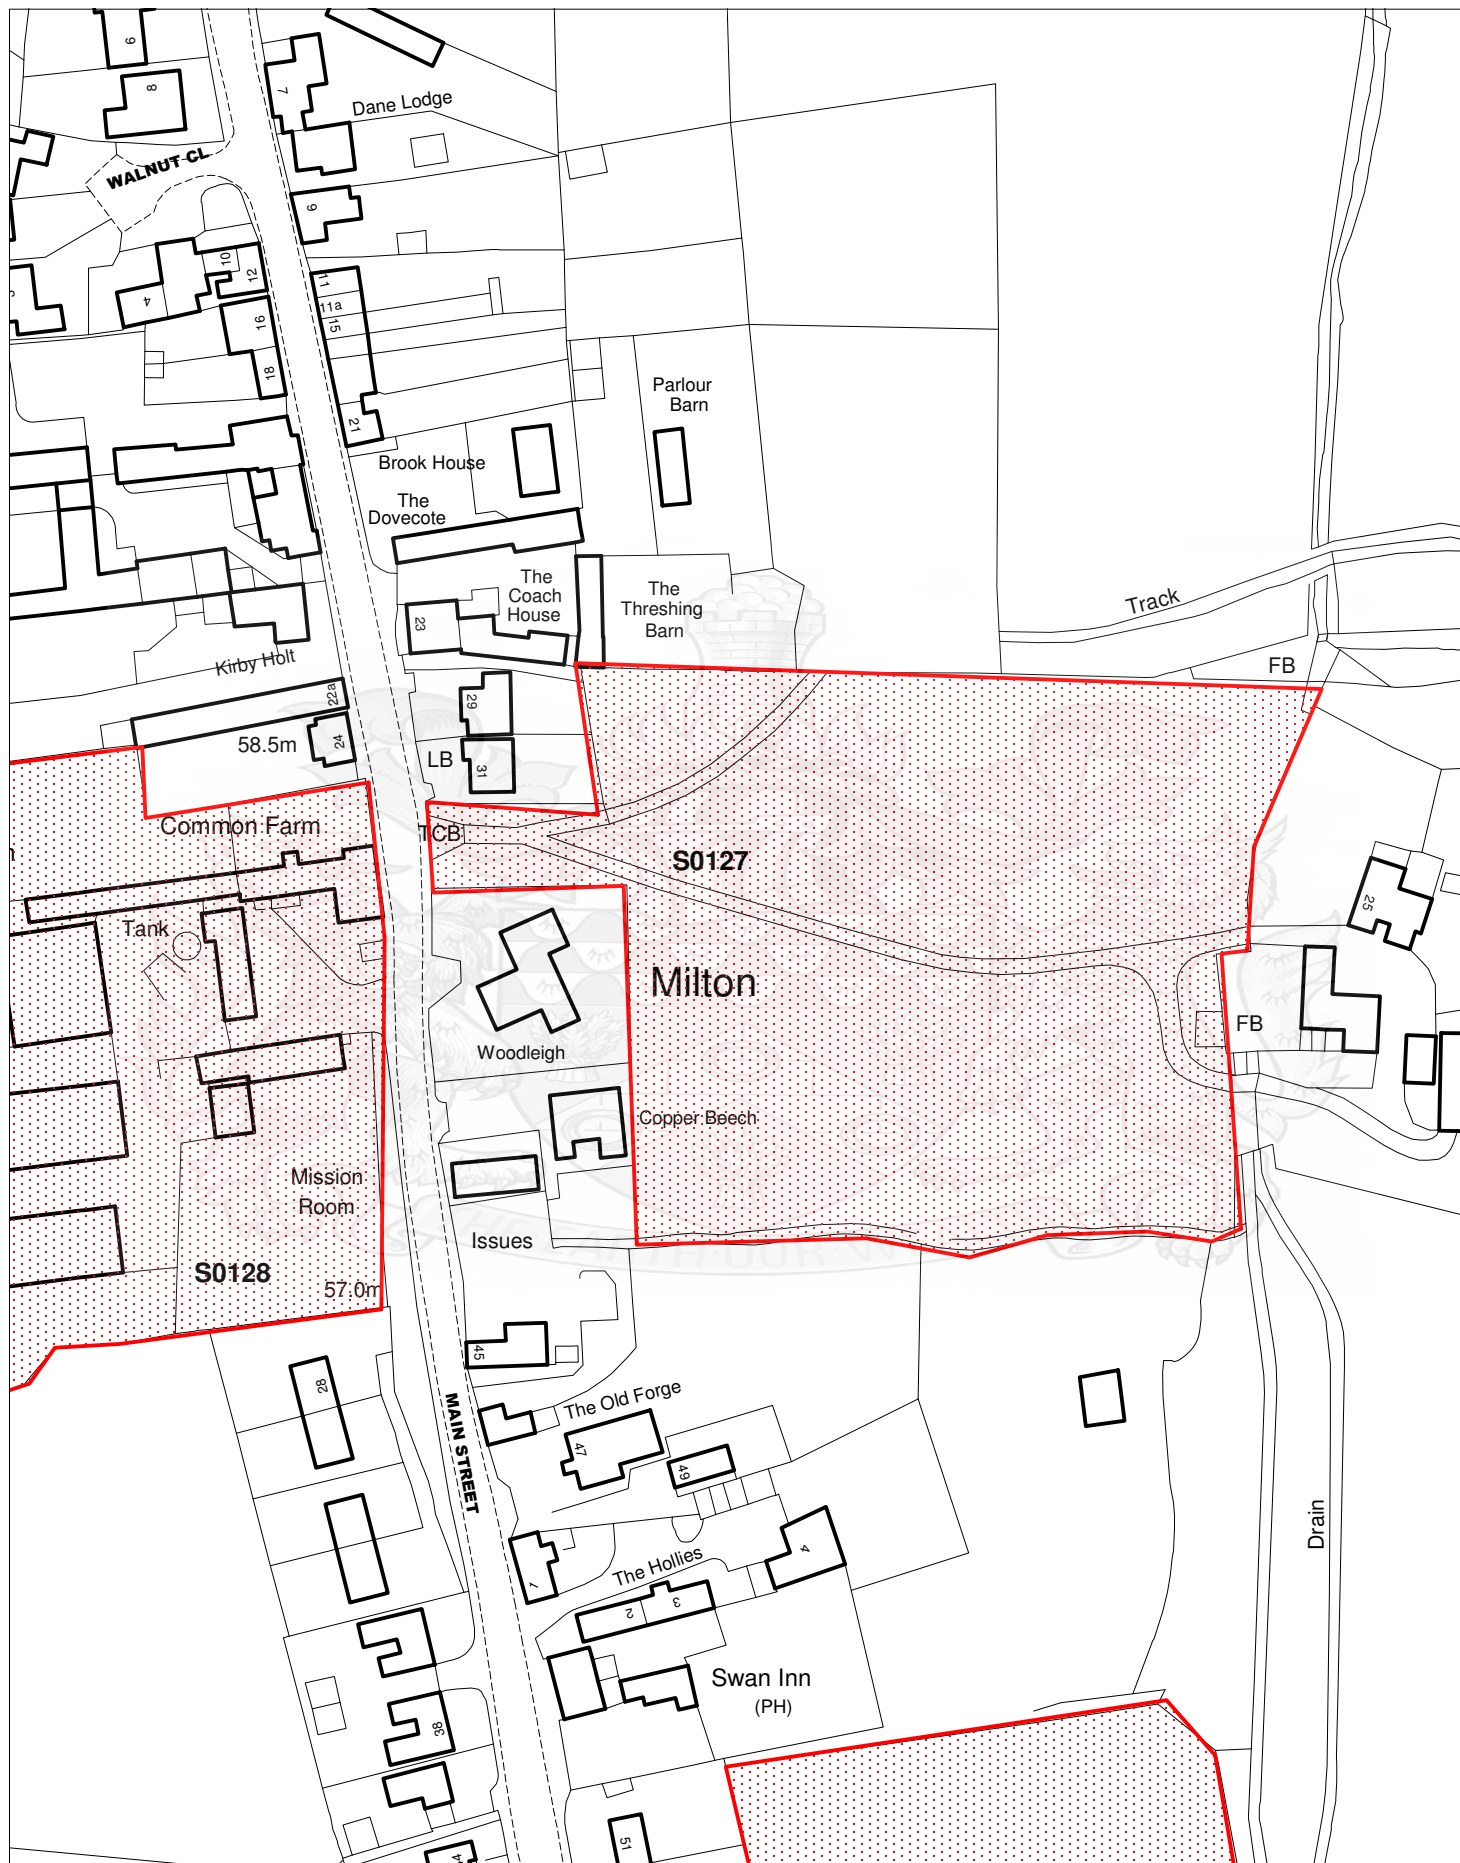 6
8
7
Dane Lodge
WALNUT CL
9
10
12
4
11
11a
15
16
18
21
Parlour
Barn
Brook House
The
Dovecote
The
Coach
House
The
Threshing
Barn
23
Track
Kirby Holt
22a
FB
29
24
58.5m
LB
31
TCB
Common Farm
S0127
25
Tank
Milton
FB
Woodleigh
Copper Beech
Mission
Room
Issues
S0128
57.0m
45
28
MAIN STREET
The Old Forge
47
49
Drain
4
The Hollies
1
2
3
Swan Inn
(PH)
38
51